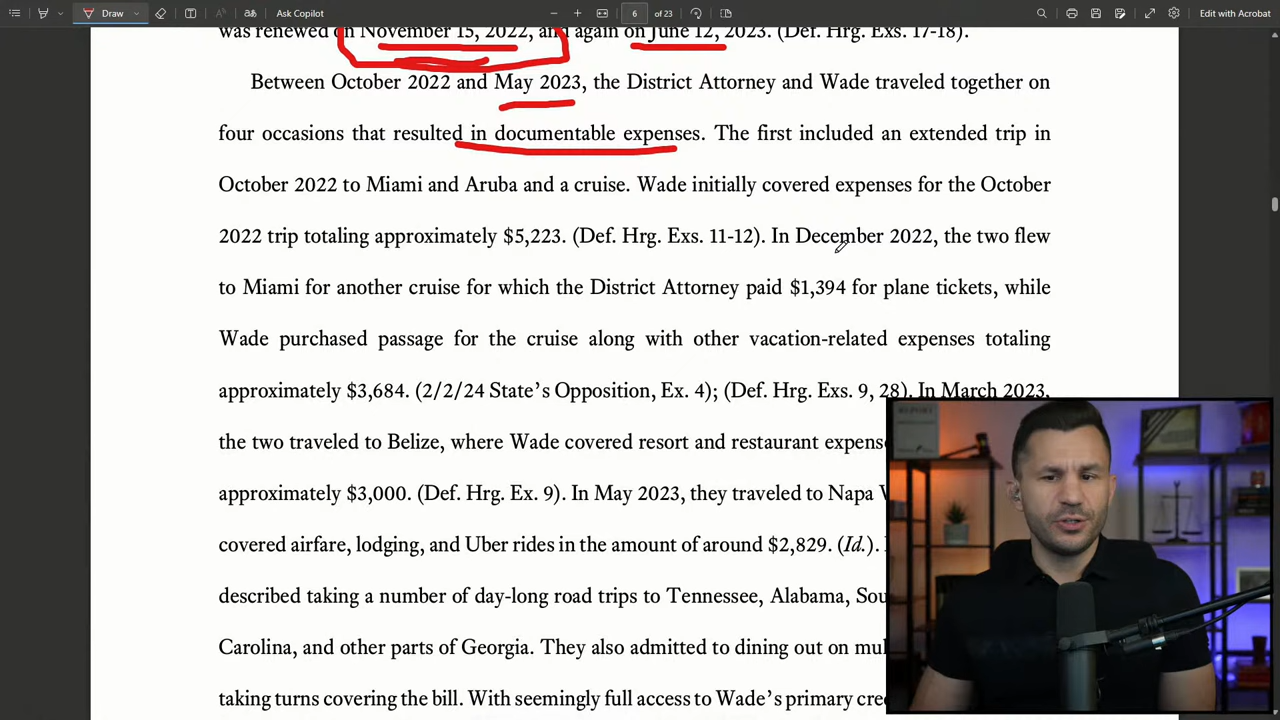 Draw
Ask Copilot
6 of 23
Edit with Acrobat
was renewed on November 15, 2022, and again on June 12, 2023. (Def. Hrg. Exs. 17-18).
Between October 2022 and May 2023, the District Attorney and Wade traveled together on
four occasions that resulted in documentable expenses. The first included an extended trip in
October 2022 to Miami and Aruba and a cruise. Wade initially covered expenses for the October
2022 trip totaling approximately $5,223. (Def. Hrg. Exs. 11-12). In December 2022, the two flew
to Miami for another cruise for which the District Attorney paid $1,394 for plane tickets, while
Wade purchased passage for the cruise along with other vacation-related expenses totaling
approximately $3,684. (2/2/24 State's Opposition, Ex. 4); (Def. Hrg. Exs. 9, 28). In March 2023,
the two traveled to Belize, where Wade covered resort and restaurant
approximately $3,000. (Def. Hrg. Ex. 9). In May 2023, they traveled to Napa
covered airfare, lodging, and Uber rides in the amount of around $2,829. (Id.).
described taking a number of day-long road trips to Tennessee, Alabama,
Carolina, and other parts of Georgia. They also admitted to dining out on
taking turns covering the bill. With seemingly full access to Wade's primary
REPORT